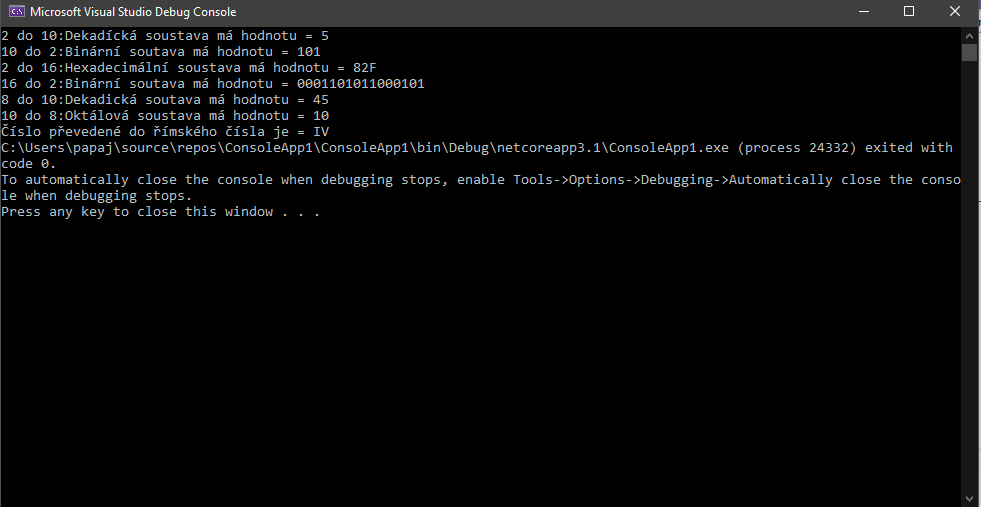 Microsoft Visual Studio Debug Console
2 do 10:Dekadícká soustava má hodnotu = 5
10 do 2:Binární soutava má hodnotu = 101
2 do 16:Hexadecimální soustava má hodnotu = 82F
16 do 2:Binární soutava má hodnotu = 0001101011000101
8 do 10:Dekadická soutava má hodnotu = 45
10 do 8:Oktálová soustava má hodnotu = 10
Číslo převedené do římského čísla je = IV
C:\Users\papaj\source\repos\ConsoleApp1\ConsoleApp1\bin\Debug\netcoreapp3.1\ConsoleApp1.exe (process 24332) exited with
code 0.
To automatically close the console when debugging stops, enable Tools->Options->Debugging->Automatically close the conso
le when debugging stops.
Press any key to close this window . . .